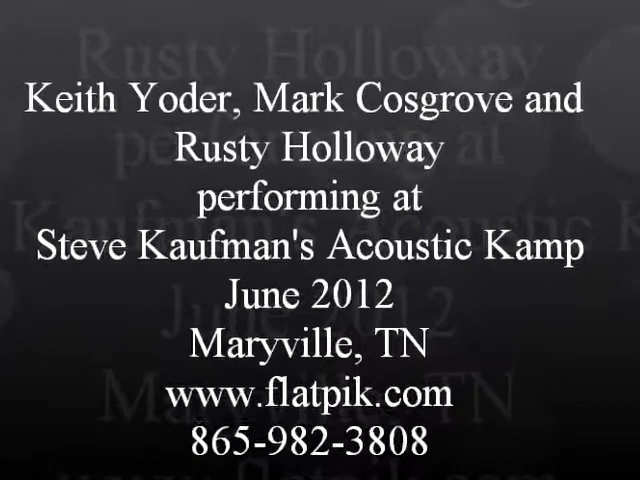 Keith Yoder, Mark Cosgrove and
Rusty Holloway
performing at
Steve Kaufman's Acoustic Kamp
June 2012
Maryville, TN
www.flatpik.com
865-982-3808